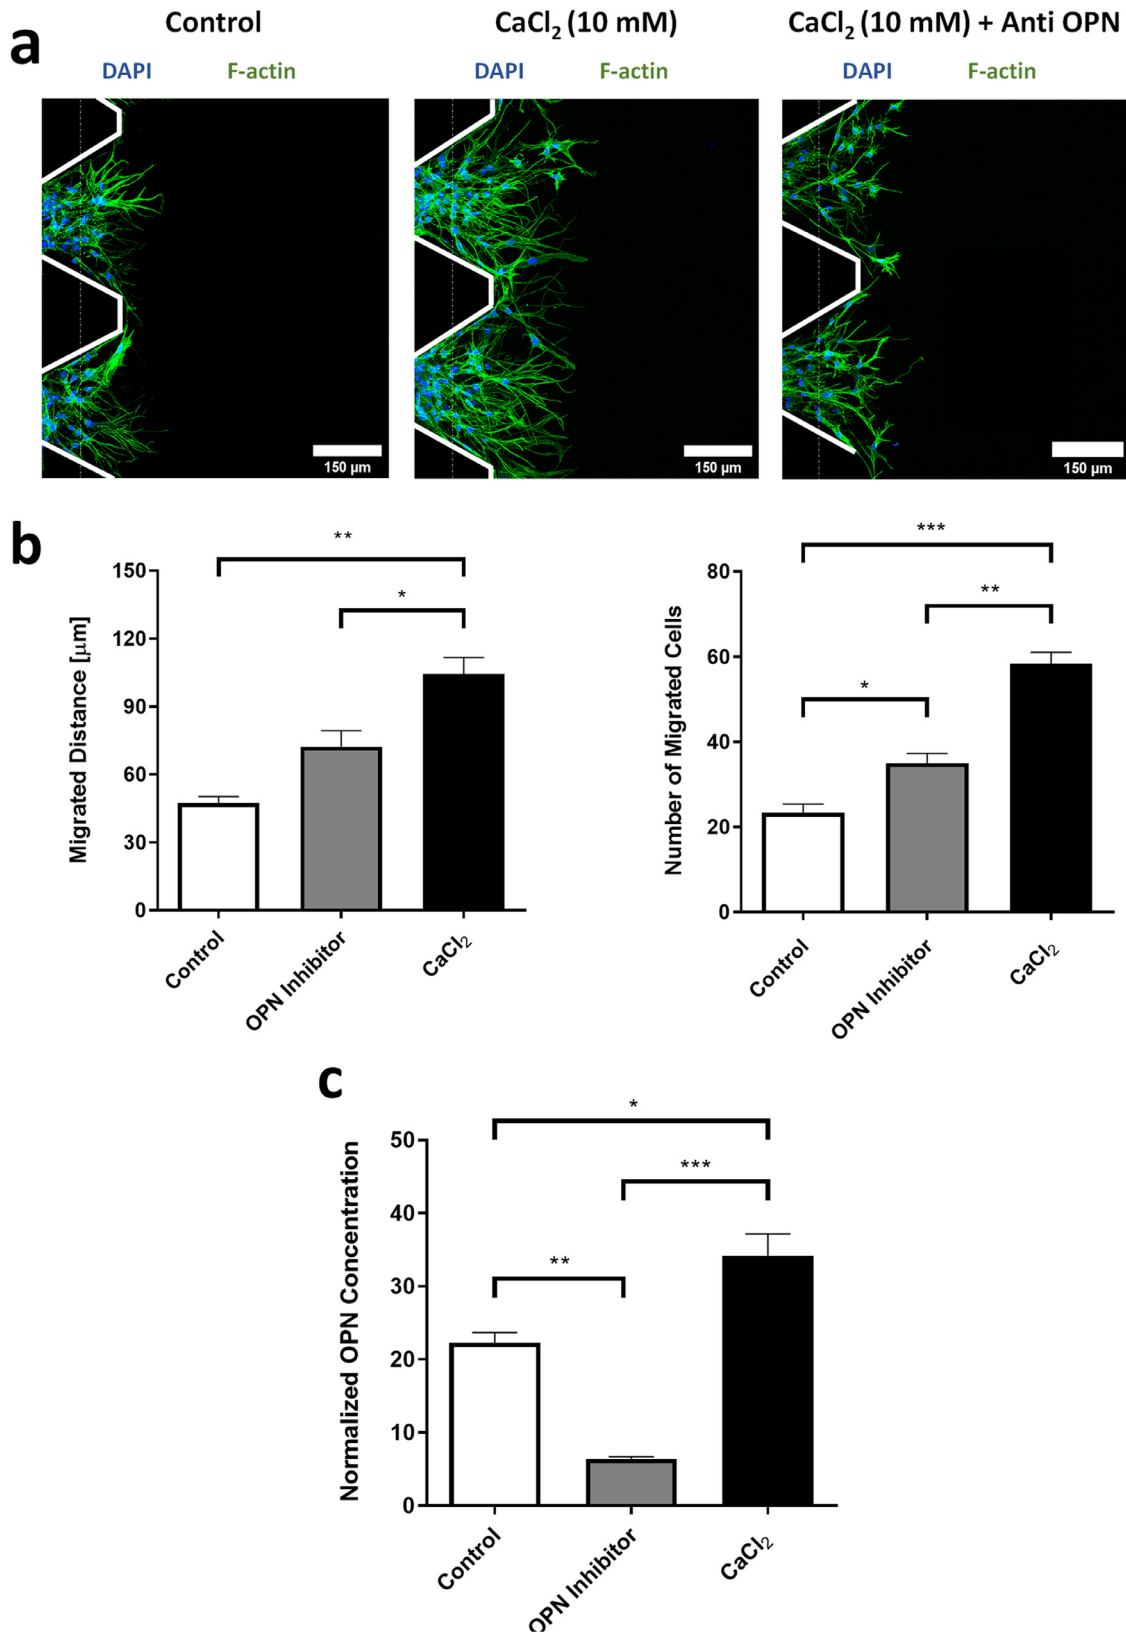 a
Control
CaCl₂ (10 mM)
CaCl₂ (10 mM) + Anti OPN
DAPI F-actin
DAPI F-actin
DAPI F-actin
150 µm
150 µm
150 µm
b
**
*
150
120
90
60
30
0
Migrated Distance [µm]
Control
OPN Inhibitor
CaCl₂
***
**
*
80
60
40
20
0
Number of Migrated Cells
Control
OPN Inhibitor
CaCl₂
c
*
***
**
50
40
30
20
10
0
Normalized OPN Concentration
Control
OPN Inhibitor
CaCl₂